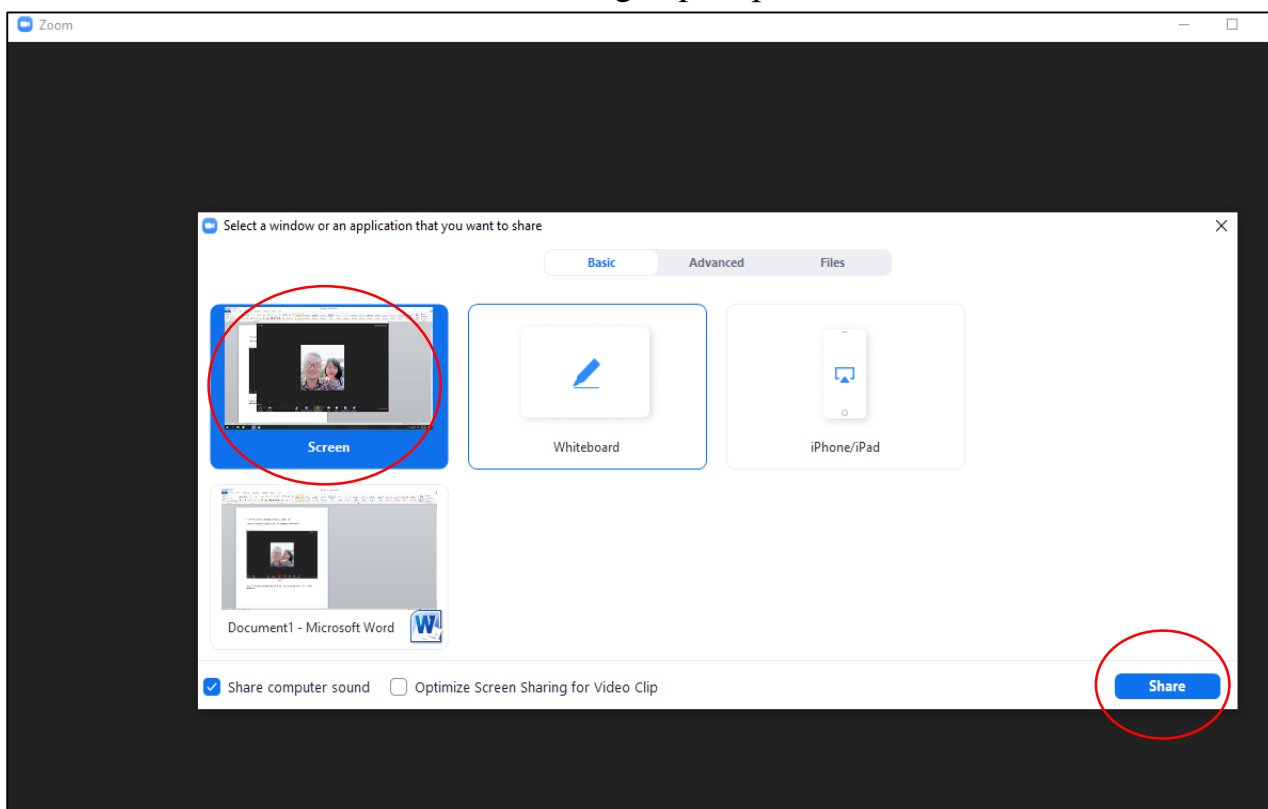 Zoom
Select a window or an application that you want to share
Basic Advanced Files
Screen Whiteboard iPhone/iPad
Document1 - Microsoft Word
Share computer sound Optimize Screen Sharing for Video Clip Share